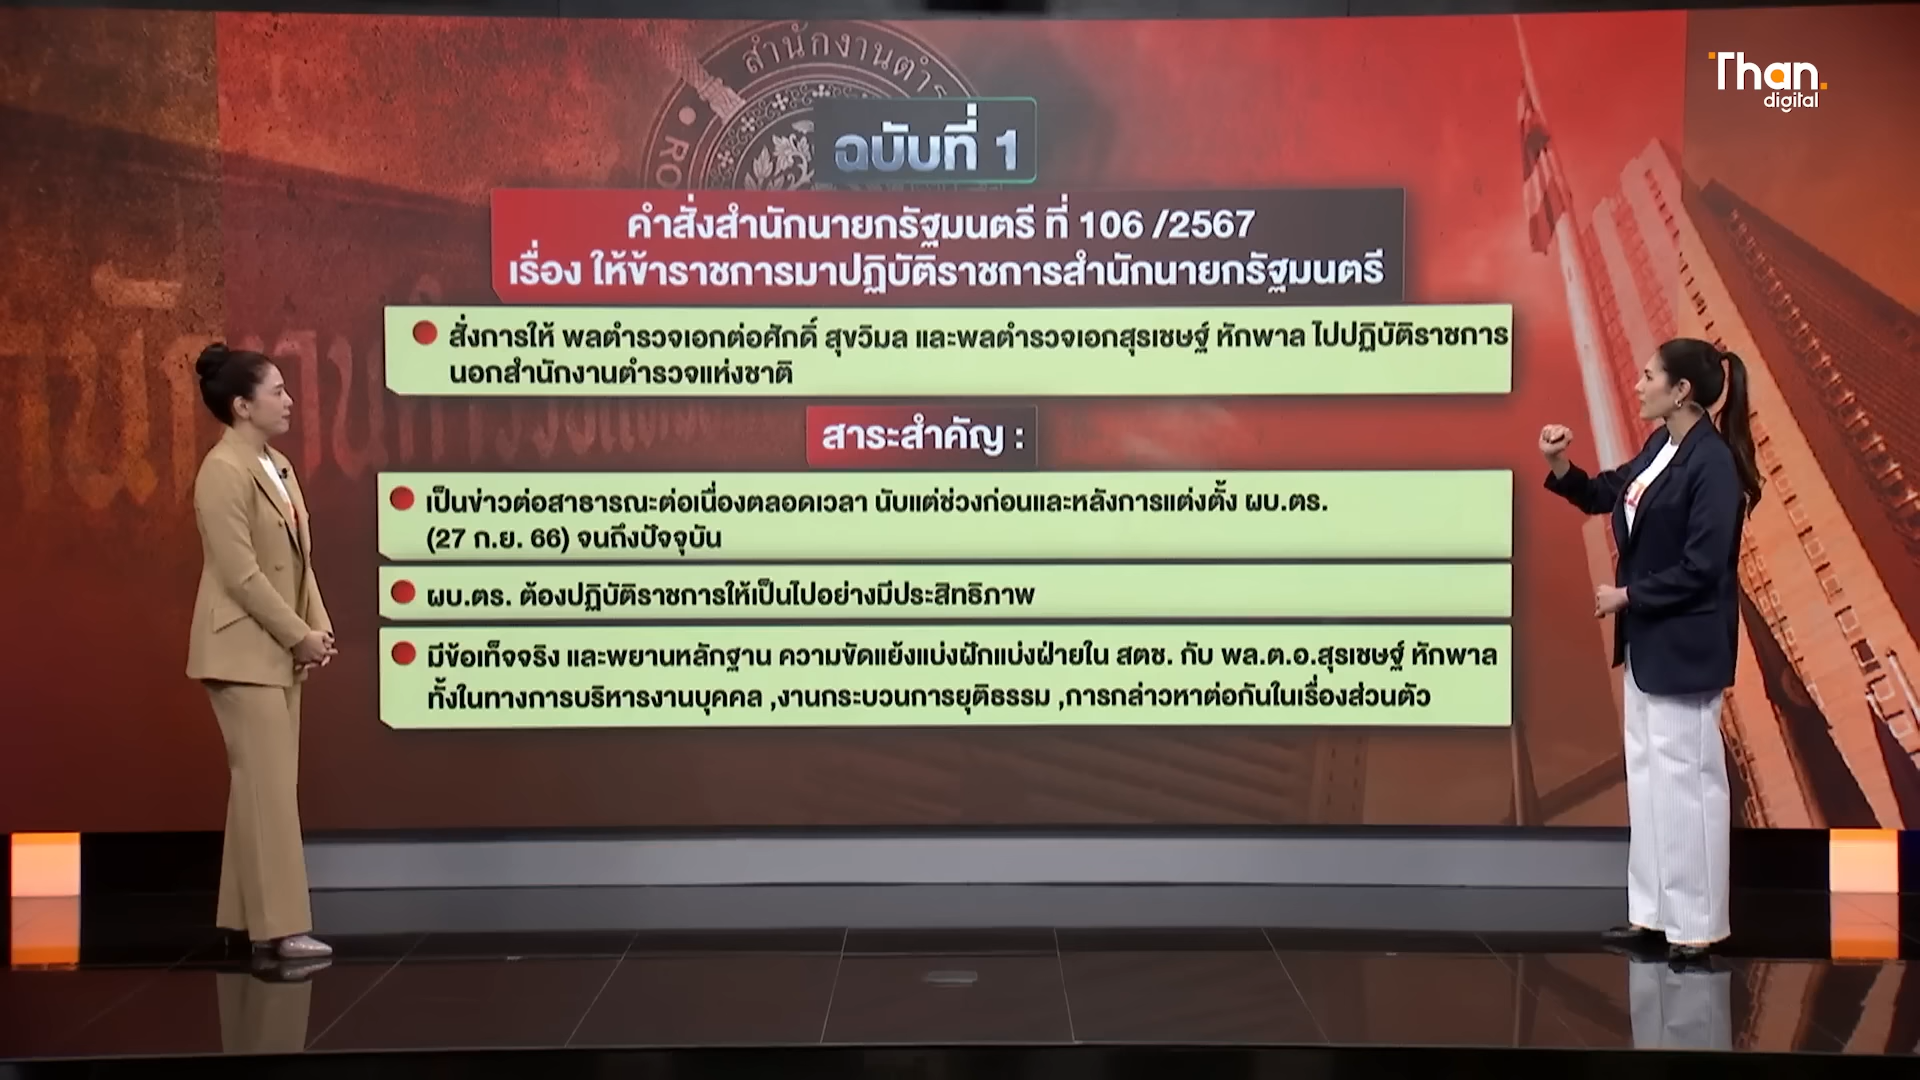 Than.
digital
สำนักงานตำร
ฉบับที่ 1
คำสั่งสำนักนายกรัฐมนตรี ที่ 106 /2567
เรื่อง ให้ข้าราชการมาปฏิบัติราชการสำนักนายกรัฐมนตรี
สั่งการให้ พลตำรวจเอกต่อศักดิ์ สุขวิมล และพลตำรวจเอกสุรเชษฐ์ หักพาล ไปปฏิบัติราชการ
นอกสำนักงานตำรวจแห่งชาติ
สาระสำคัญ :
เป็นข่าวต่อสาธารณะต่อเนื่องตลอดเวลา นับแต่ช่วงก่อนและหลังการแต่งตั้ง ผบ.ตร.
(27 ก.ย. 66) จนถึงปัจจุบัน
ผบ.ตร. ต้องปฏิบัติราชการให้เป็นไปอย่างมีประสิทธิภาพ
มีข้อเท็จจริง และพยานหลักฐาน ความขัดแย้งแบ่งฝักแบ่งฝ่ายใน สตช. กับ พล.ต.อ.สุรเชษฐ์ หักพาล
ทั้งในทางการบริหารงานบุคคล ,งานกระบวนการยุติธรรม ,การกล่าวหาต่อกันในเรื่องส่วนตัว